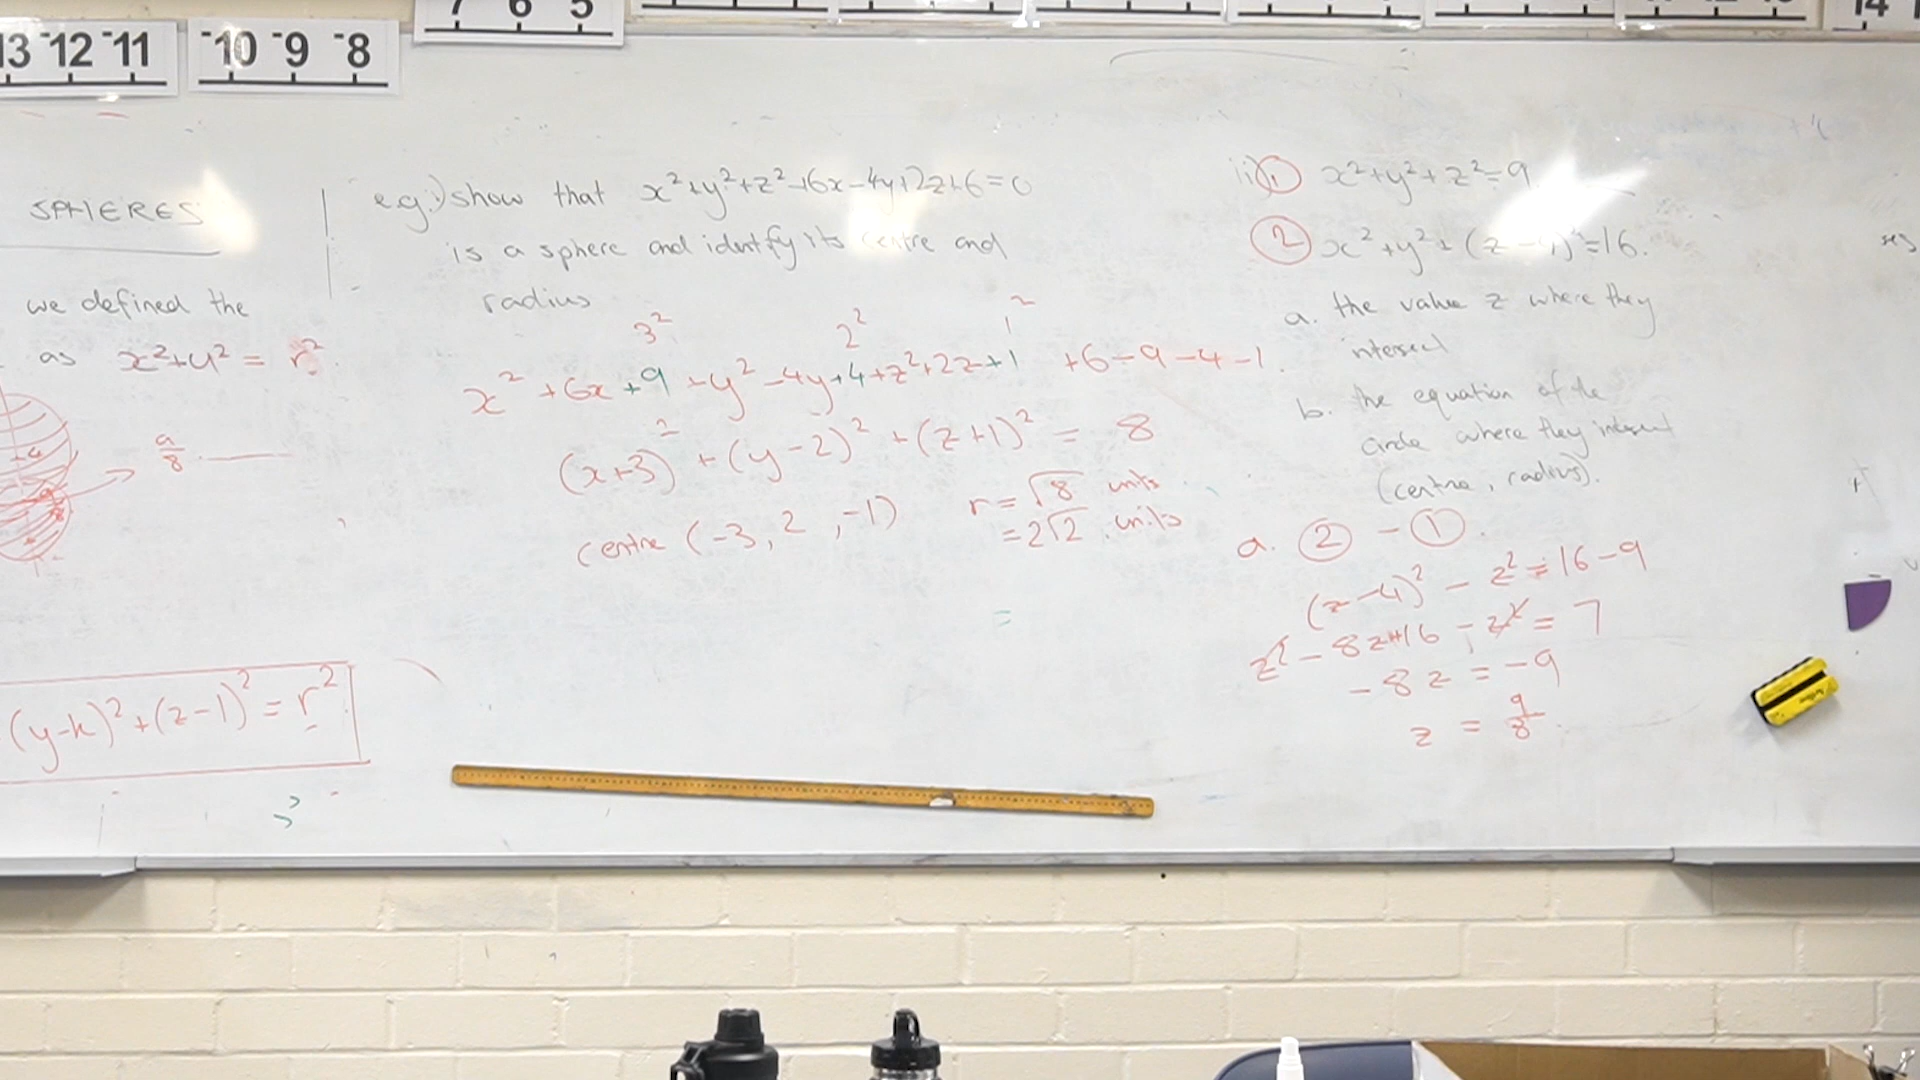 7 6 5
13 -12 -11
-10 -9 -8
14
SPHERES
we defined the
as x²+y² = r²
9/8
(y-k)²+(z-1)² = r²
e.g. i) show that x²+y²+z²+6x-4y+2z+6=0
is a sphere and identify its centre and
radius
3² 2² 1²
x² +6x+9 +y²-4y+4+z²+2z+1 +6-9-4-1.
(x+3)² +(y-2)² +(z+1)² = 8
centre (-3, 2, -1)
r = √8 units
= 2√2 units
ii) ① x²+y²+z²=9
② x²+y²+(z-4)²=16.
a. the value z where they
intersect
b. the equation of the
circle where they intersect
(centre, radius).
a. ② - ①.
(z-4)² - z² = 16-9
z² - 8z+16 - z² = 7
-8z = -9
z = 9/8